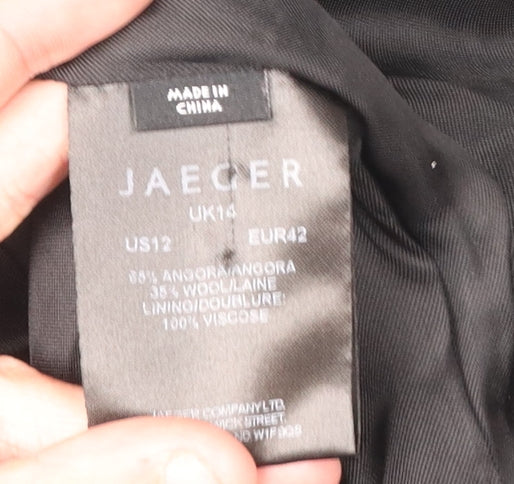 MADE IN
CHINA
JAEGER
UK14
US12 EUR42
65% ANGORA/ANGORA
35% WOOL/LAINE
LINING/DOUBLURE:
100% VISCOSE
JAEGER COMPANY LTD.
STREET,